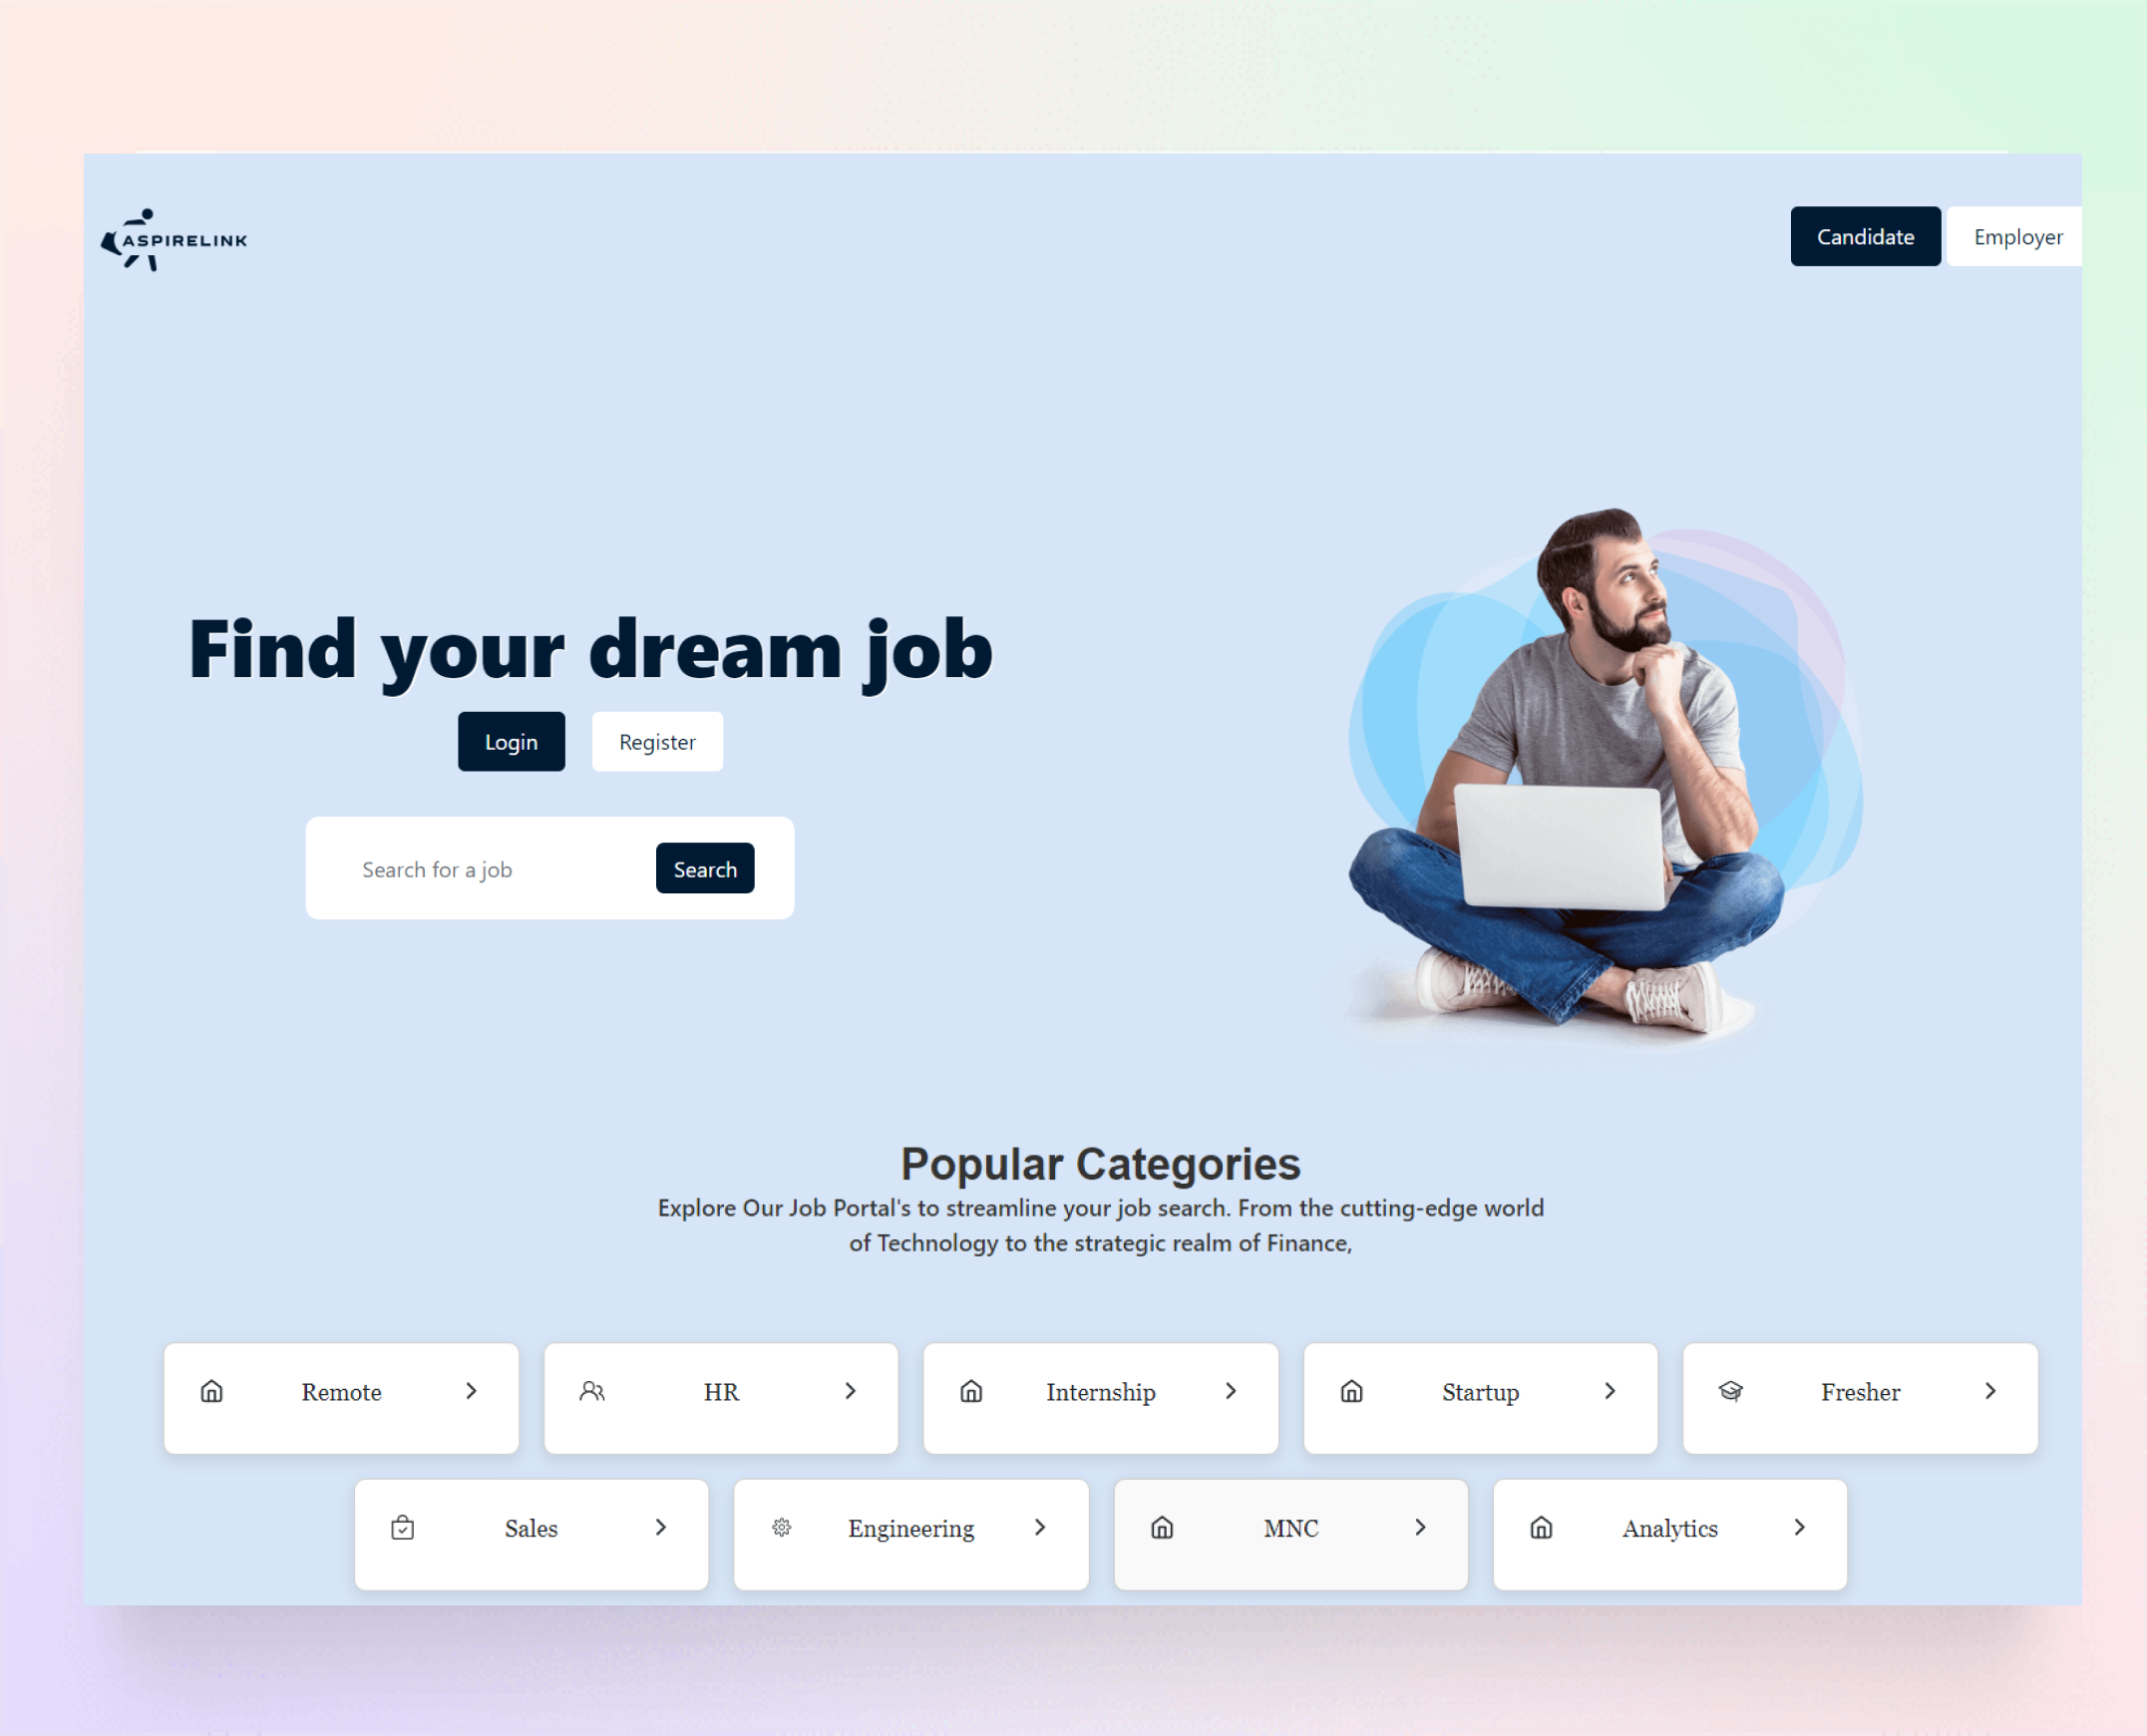 ASPIRELINK
Candidate
Employer
Find your dream job
Login
Register
Search for a job
Search
Popular Categories
Explore Our Job Portal's to streamline your job search. From the cutting-edge world
of Technology to the strategic realm of Finance,
Remote
HR
Internship
Startup
Fresher
Sales
Engineering
MNC
Analytics